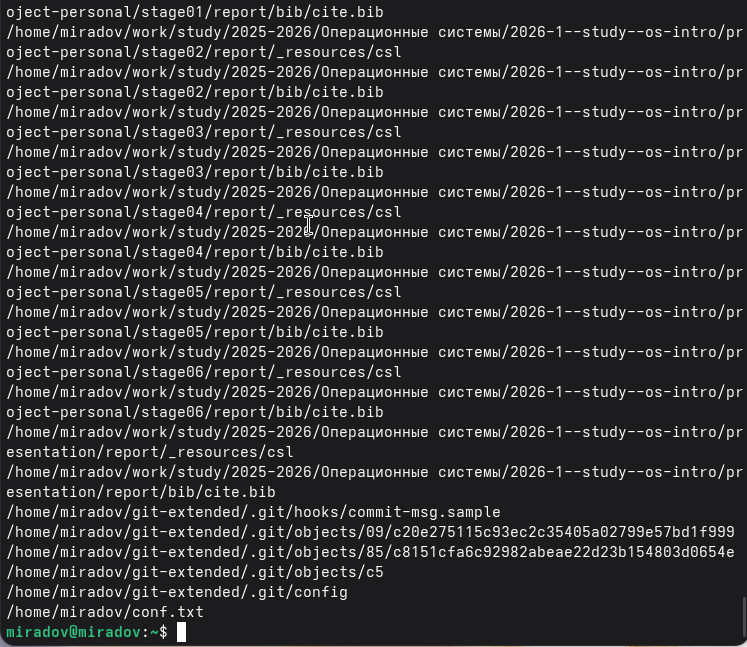 oject-personal/stage01/report/bib/cite.bib
/home/miradov/work/study/2025-2026/Операционные системы/2026-1--study--os-intro/pr
oject-personal/stage02/report/_resources/csl
/home/miradov/work/study/2025-2026/Операционные системы/2026-1--study--os-intro/pr
oject-personal/stage02/report/bib/cite.bib
/home/miradov/work/study/2025-2026/Операционные системы/2026-1--study--os-intro/pr
oject-personal/stage03/report/_resources/csl
/home/miradov/work/study/2025-2026/Операционные системы/2026-1--study--os-intro/pr
oject-personal/stage03/report/bib/cite.bib
/home/miradov/work/study/2025-2026/Операционные системы/2026-1--study--os-intro/pr
oject-personal/stage04/report/_resources/csl
/home/miradov/work/study/2025-2026/Операционные системы/2026-1--study--os-intro/pr
oject-personal/stage04/report/bib/cite.bib
/home/miradov/work/study/2025-2026/Операционные системы/2026-1--study--os-intro/pr
oject-personal/stage05/report/_resources/csl
/home/miradov/work/study/2025-2026/Операционные системы/2026-1--study--os-intro/pr
oject-personal/stage05/report/bib/cite.bib
/home/miradov/work/study/2025-2026/Операционные системы/2026-1--study--os-intro/pr
oject-personal/stage06/report/_resources/csl
/home/miradov/work/study/2025-2026/Операционные системы/2026-1--study--os-intro/pr
oject-personal/stage06/report/bib/cite.bib
/home/miradov/work/study/2025-2026/Операционные системы/2026-1--study--os-intro/pr
esentation/report/_resources/csl
/home/miradov/work/study/2025-2026/Операционные системы/2026-1--study--os-intro/pr
esentation/report/bib/cite.bib
/home/miradov/git-extended/.git/hooks/commit-msg.sample
/home/miradov/git-extended/.git/objects/09/c20e275115c93ec2c35405a02799e57bd1f999
/home/miradov/git-extended/.git/objects/85/c8151cfa6c92982abeae22d23b154803d0654e
/home/miradov/git-extended/.git/objects/c5
/home/miradov/git-extended/.git/config
/home/miradov/conf.txt
miradov@miradov:~$